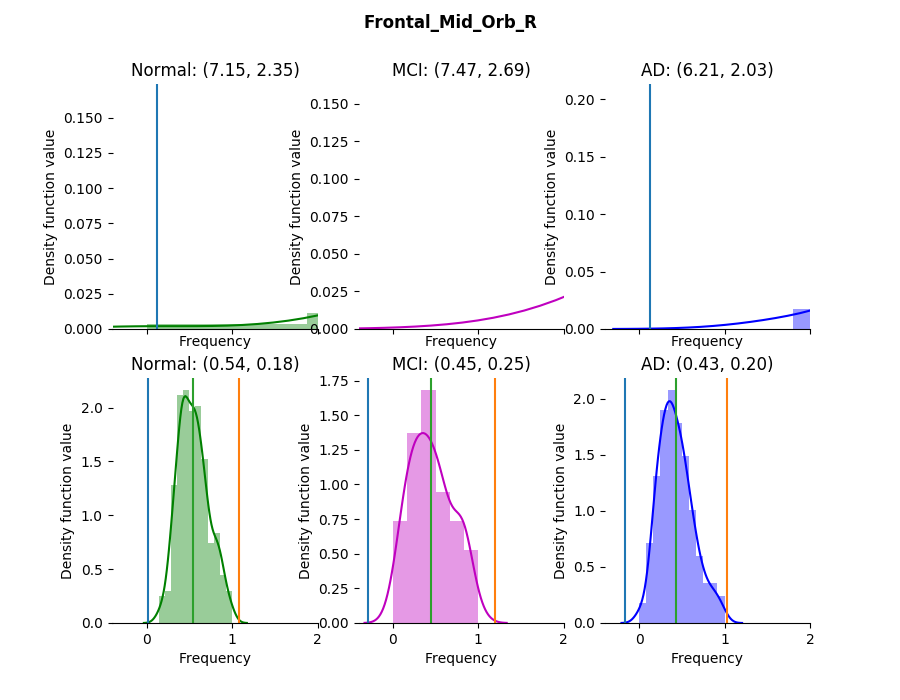 Frontal_Mid_Orb_R
Normal: (7.15, 2.35)
MCI: (7.47, 2.69)
AD: (6.21, 2.03)
Density function value
0.150
0.125
0.100
0.075
0.050
0.025
0.000
Frequency
Density function value
0.150
0.125
0.100
0.075
0.050
0.025
0.000
Frequency
Density function value
0.20
0.15
0.10
0.05
0.00
Frequency
Normal: (0.54, 0.18)
MCI: (0.45, 0.25)
AD: (0.43, 0.20)
Density function value
2.0
1.5
1.0
0.5
0.0
0 1 2
Frequency
Density function value
1.75
1.50
1.25
1.00
0.75
0.50
0.25
0.00
0 1 2
Frequency
Density function value
2.0
1.5
1.0
0.5
0.0
0 1 2
Frequency